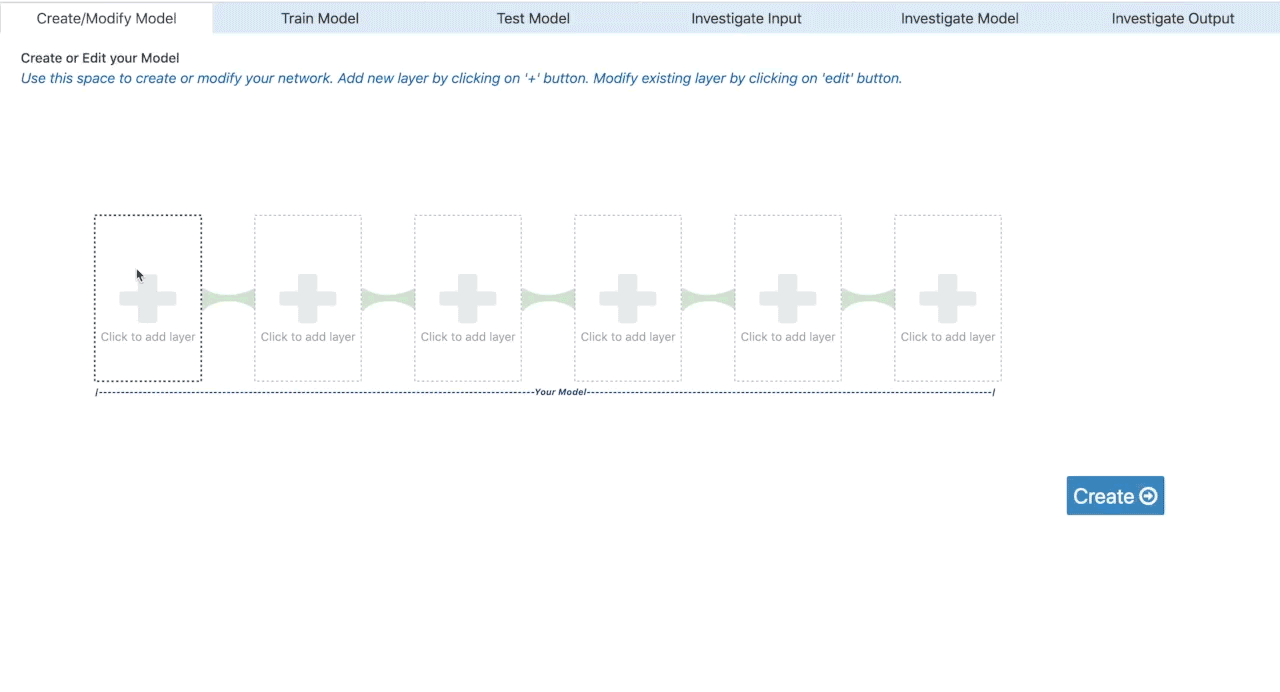 Create/Modify Model
Train Model
Test Model
Investigate Input
Investigate Model
Investigate Output
Create or Edit your Model
Use this space to create or modify your network. Add new layer by clicking on '+' button. Modify existing layer by clicking on 'edit' button.
Click to add layer
Click to add layer
Click to add layer
Click to add layer
Click to add layer
Click to add layer
Your Model
Create